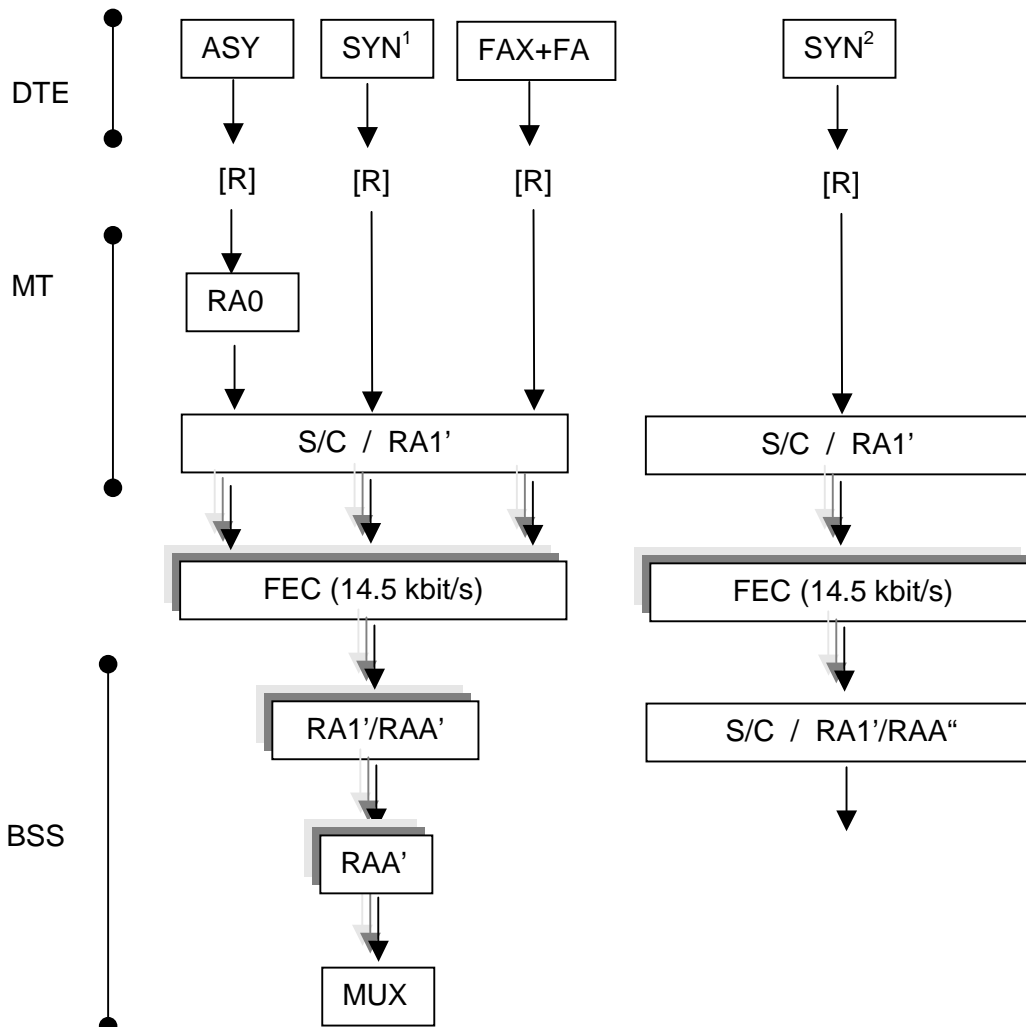 ASY SYN¹ FAX+FA SYN²
DTE
[R] [R] [R] [R]
MT
RA0
S/C / RA1’ S/C / RA1’
FEC (14.5 kbit/s) FEC (14.5 kbit/s)
RA1’/RAA’ S/C / RA1’/RAA“
BSS
RAA’
MUX